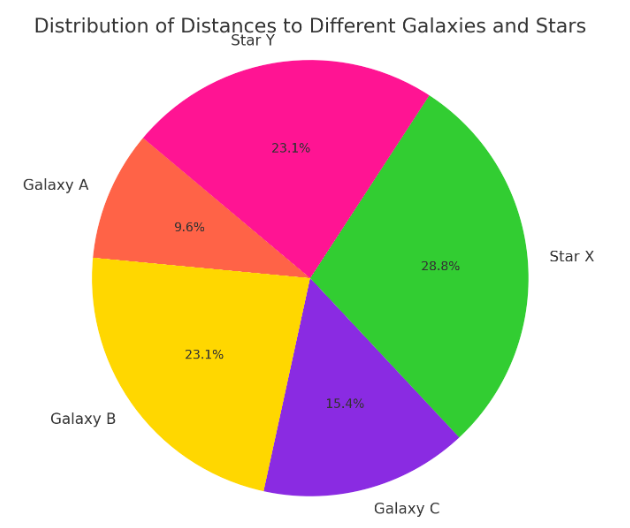 Distribution of Distances to Different Galaxies and Stars
Star Y
23.1%
Galaxy A
9.6%
Star X
28.8%
23.1%
Galaxy B
15.4%
Galaxy C